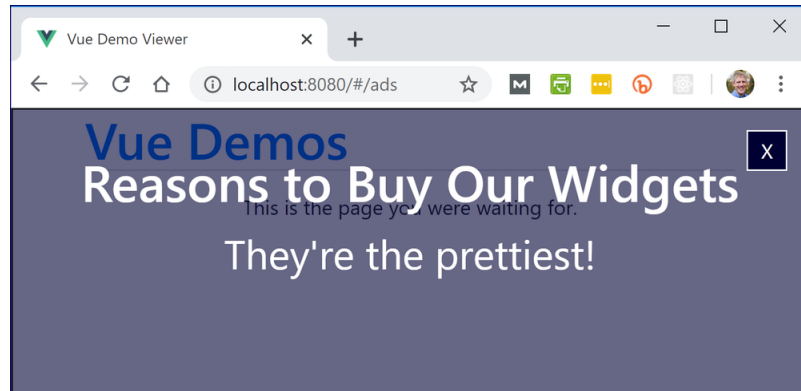 Vue Demo Viewer
localhost:8080/#/ads
Vue Demos
X
Reasons to Buy Our Widgets
This is the page you were waiting for.
They're the prettiest!